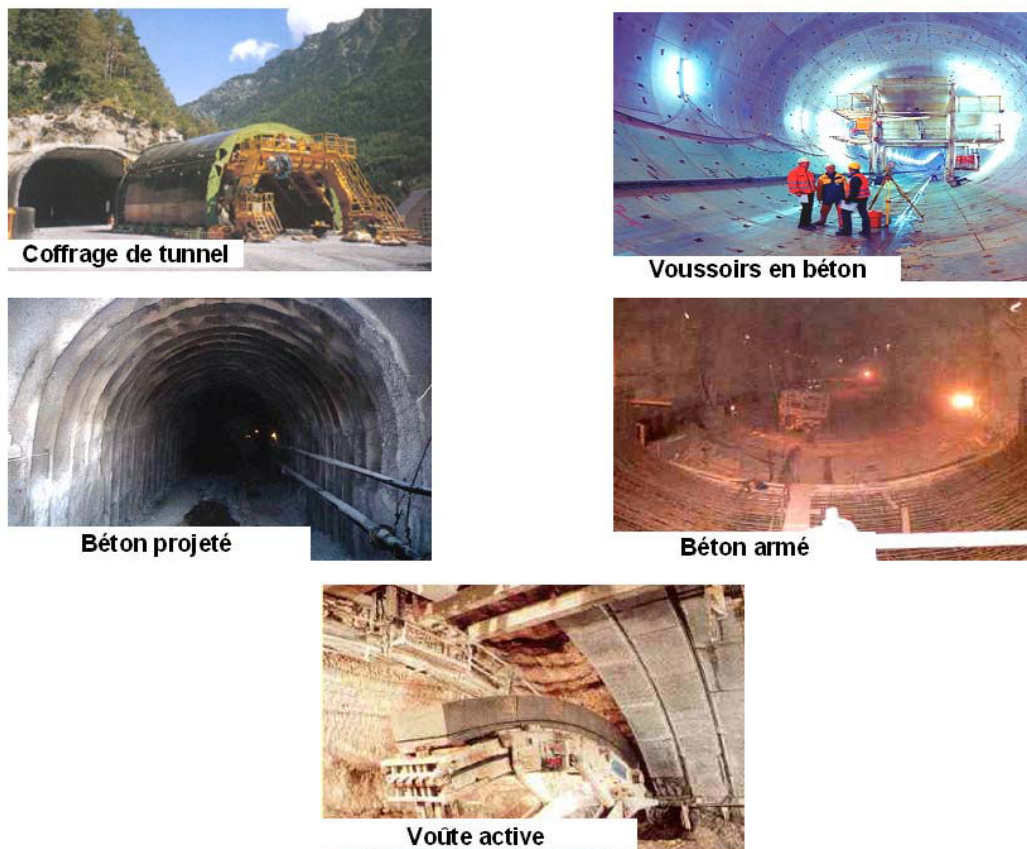 Coffrage de tunnel
Voussoirs en béton
Béton projeté
Béton armé
Voûte active